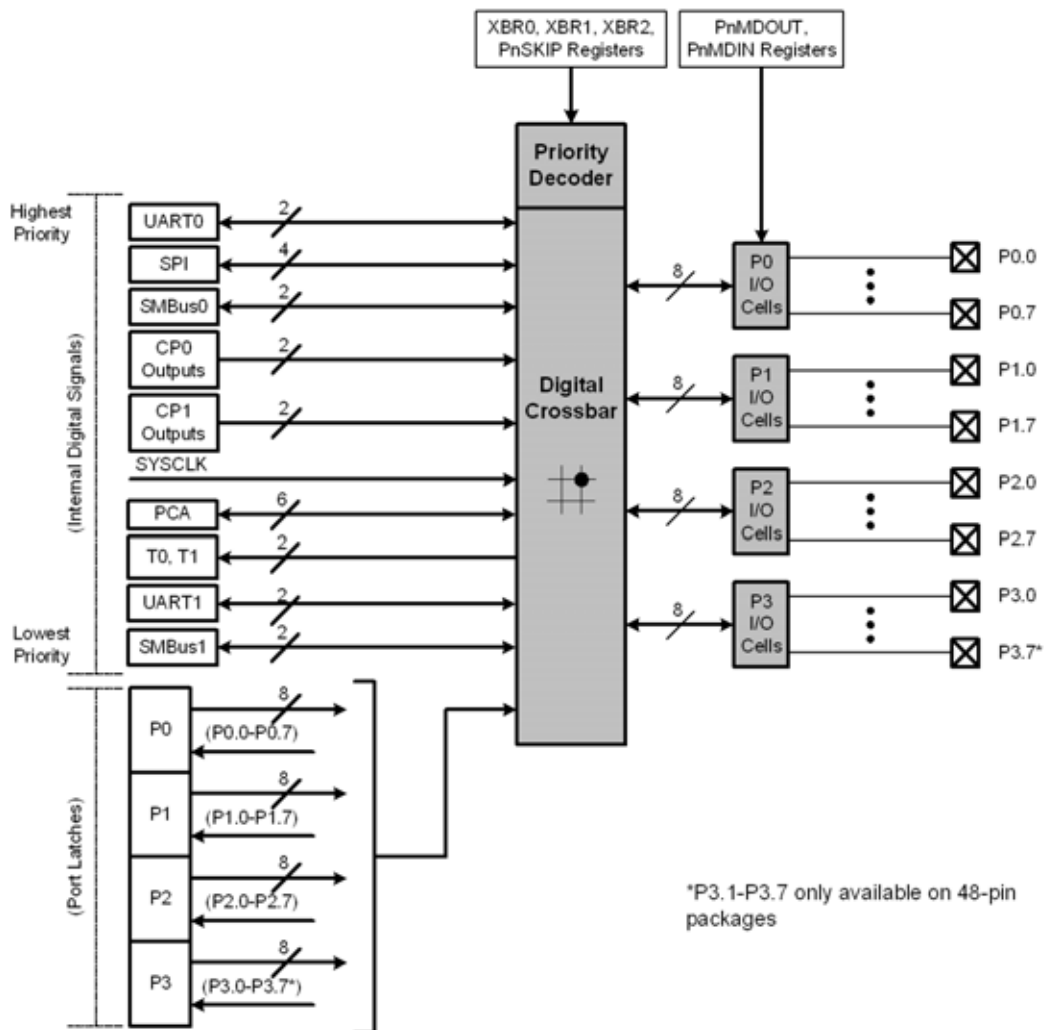 XBR0, XBR1, XBR2,
PnSKIP Registers
PnMDOUT,
PnMDIN Registers
Priority
Decoder
Highest
Priority
(Internal Digital Signals)
Lowest
Priority
UART0
2
SPI
4
SMBus0
2
CP0
Outputs
2
CP1
Outputs
2
SYSCLK
PCA
6
T0, T1
2
UART1
2
SMBus1
2
Digital
Crossbar
8
P0
I/O
Cells
P0.0
P0.7
8
P1
I/O
Cells
P1.0
P1.7
8
P2
I/O
Cells
P2.0
P2.7
8
P3
I/O
Cells
P3.0
P3.7*
(Port Latches)
P0
8
(P0.0-P0.7)
P1
8
(P1.0-P1.7)
P2
8
(P2.0-P2.7)
P3
8
(P3.0-P3.7*)
*P3.1-P3.7 only available on 48-pin
packages